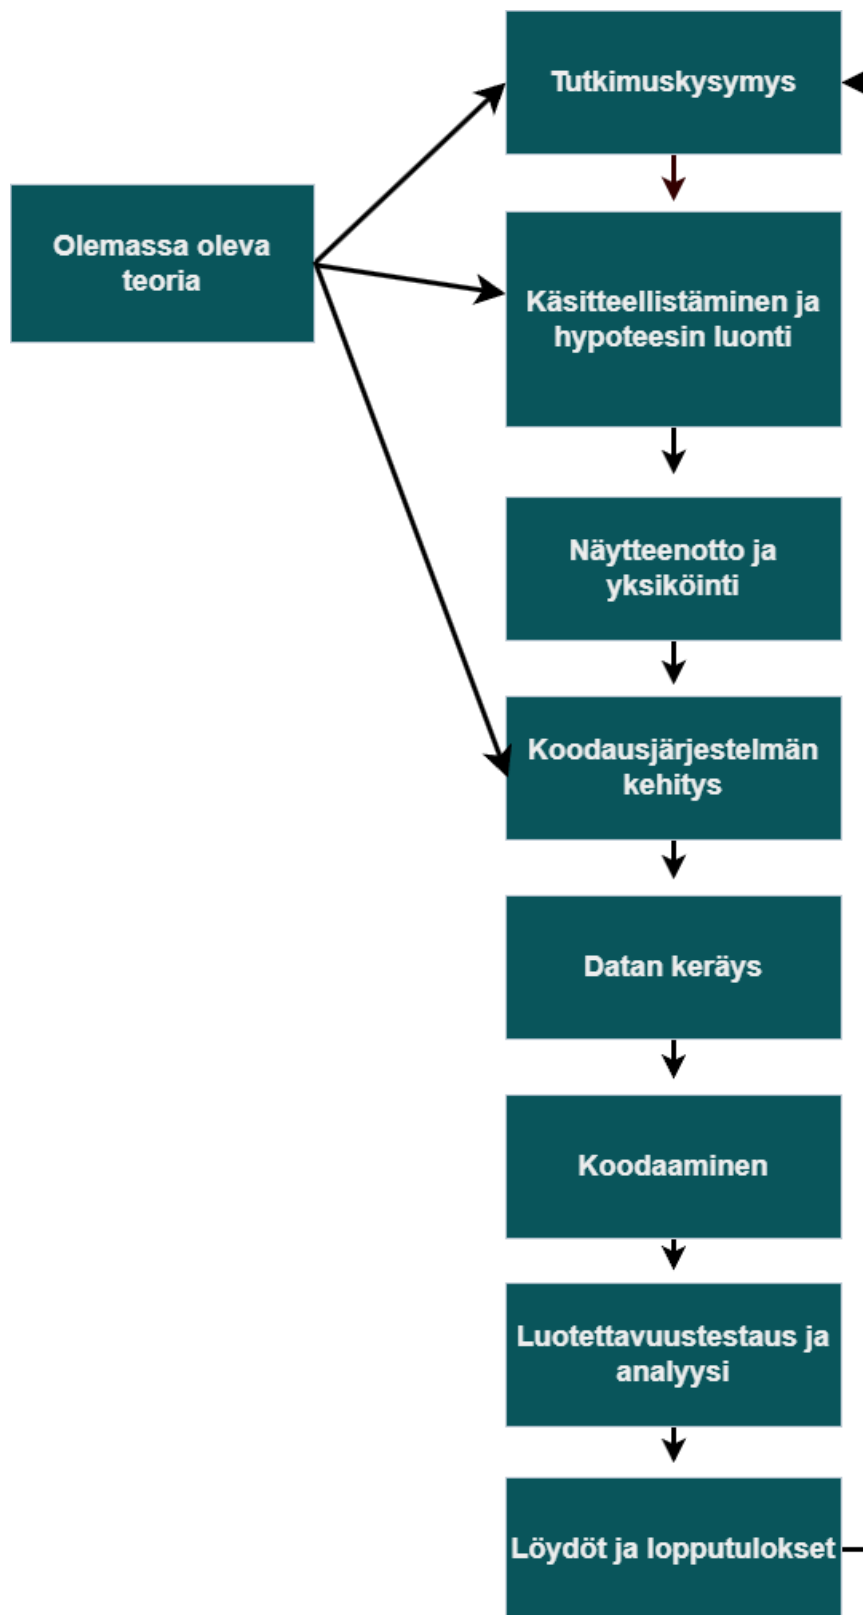 Tutkimuskysymys
Olemassa oleva
teoria
Käsitteellistäminen ja
hypoteesin luonti
Näytteenotto ja
yksiköinti
Koodausjärjestelmän
kehitys
Datan keräys
Koodaaminen
Luotettavuustestaus ja
analyysi
Löydöt ja lopputulokset